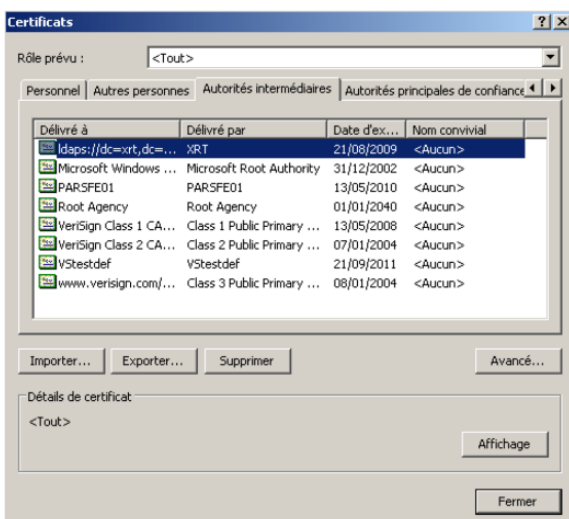 Certificats
Rôle prévu : <Tout>
Personnel Autres personnes Autorités intermédiaires Autorités principales de confiance
Délivré à Délivré par Date d'ex... Nom convivial
ldaps://dc=xrt,dc=... XRT 21/08/2009 <Aucun>
Microsoft Windows ... Microsoft Root Authority 31/12/2002 <Aucun>
PARSFE01 PARSFE01 13/05/2010 <Aucun>
Root Agency Root Agency 01/01/2040 <Aucun>
VeriSign Class 1 CA... Class 1 Public Primary ... 13/05/2008 <Aucun>
VeriSign Class 2 CA... Class 2 Public Primary ... 07/01/2004 <Aucun>
VStestdef VStestdef 21/09/2011 <Aucun>
www.verisign.com/... Class 3 Public Primary ... 08/01/2004 <Aucun>
Importer... Exporter... Supprimer Avancé...
Détails de certificat
<Tout>
Affichage
Fermer